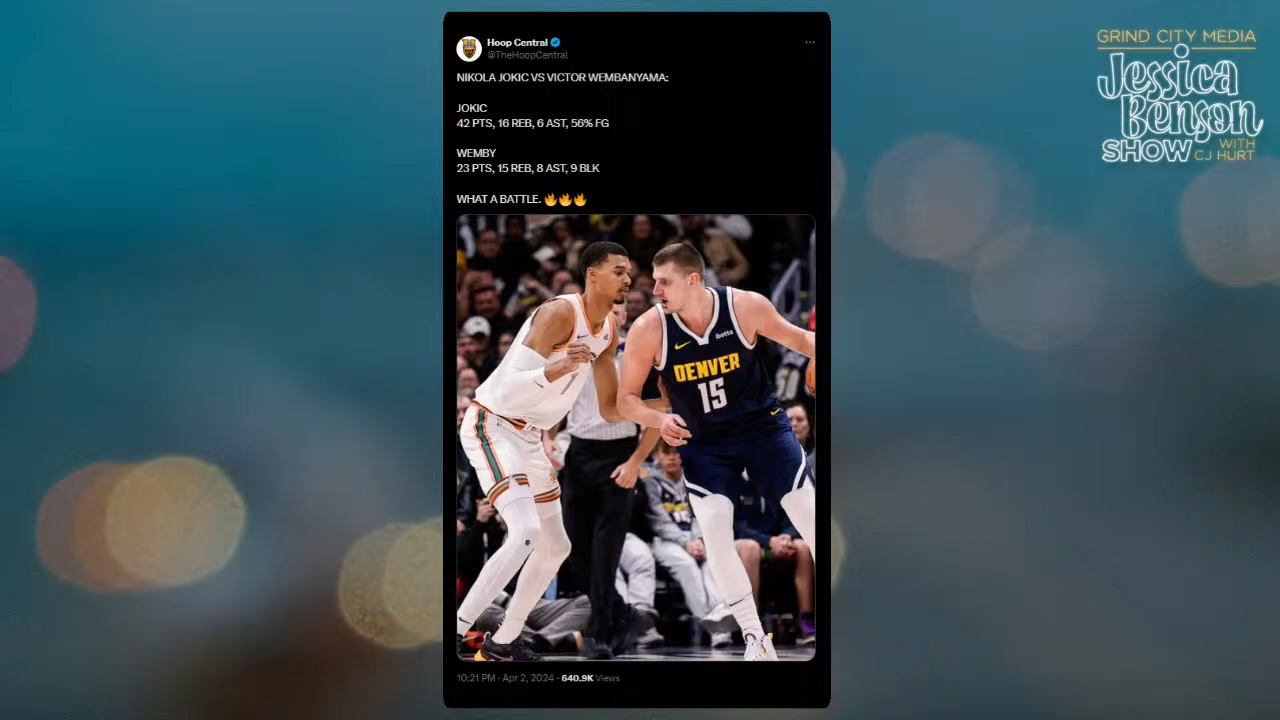 Hoop Central
@TheHoopCentral
NIKOLA JOKIC VS VICTOR WEMBANYAMA:
JOKIC
42 PTS, 16 REB, 6 AST, 56% FG
WEMBY
23 PTS, 15 REB, 8 AST, 9 BLK
WHAT A BATTLE. 🔥🔥🔥
ibotta
DENVER
15
1
10:21 PM · Apr 2, 2024 · 640.9K Views
GRIND CITY MEDIA
Jessica
Benson
SHOW WITH
CJ HURT